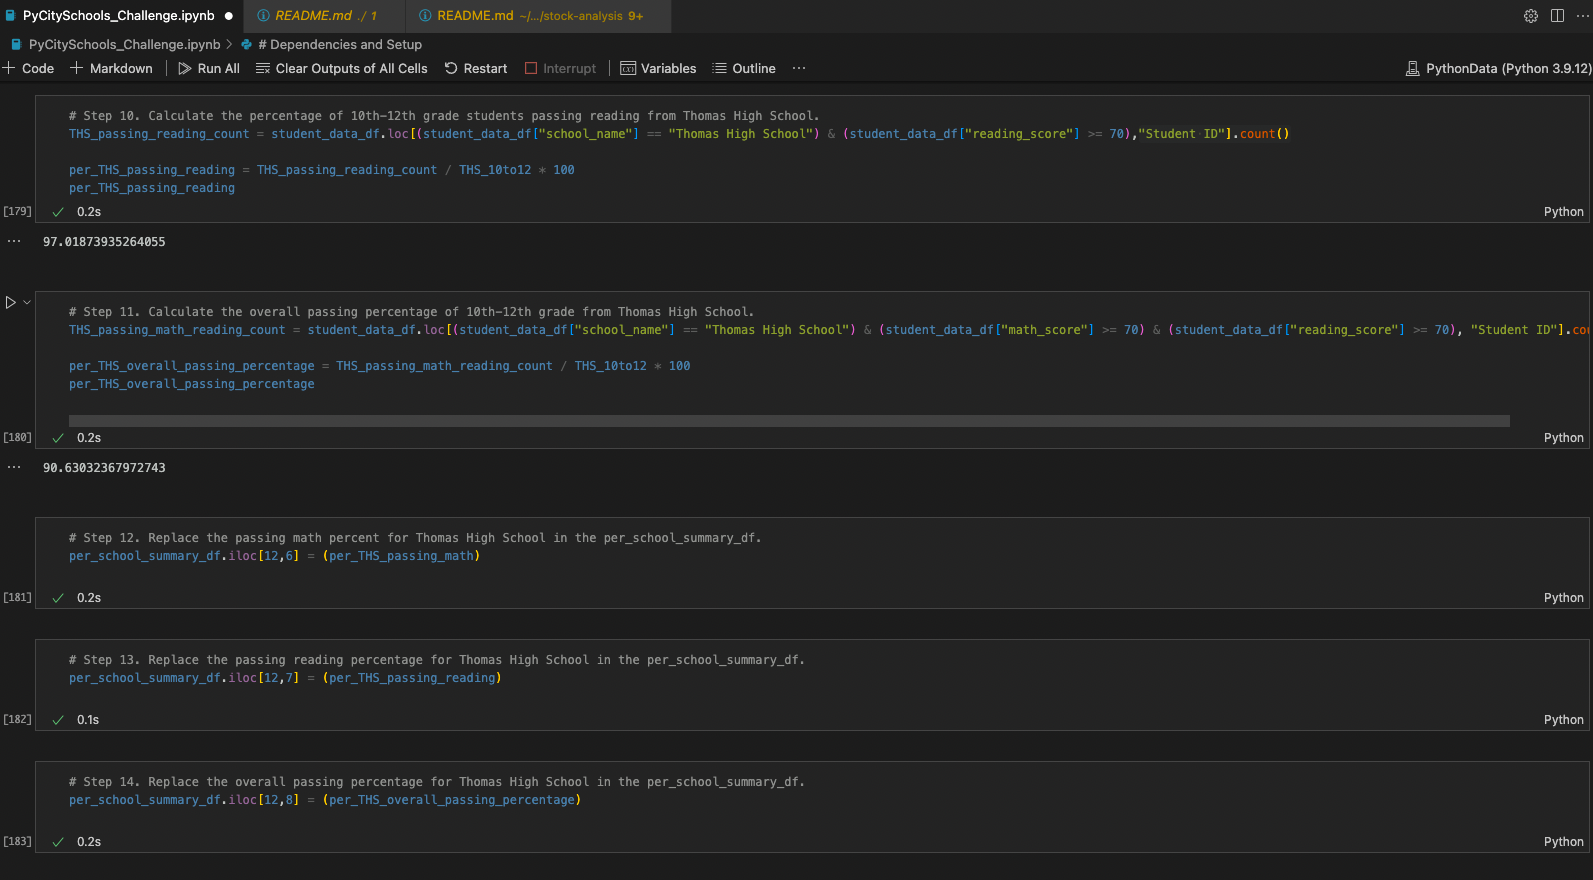 PyCitySchools_Challenge.ipynb ● README.md ./ 1 README.md ~/.../stock-analysis 9+
PyCitySchools_Challenge.ipynb > # Dependencies and Setup
+ Code + Markdown | Run All Clear Outputs of All Cells Restart Interrupt | Variables Outline ··· PythonData (Python 3.9.12)
# Step 10. Calculate the percentage of 10th-12th grade students passing reading from Thomas High School.
THS_passing_reading_count = student_data_df.loc[(student_data_df["school_name"] == "Thomas High School") & (student_data_df["reading_score"] >= 70),"Student ID"].count()
per_THS_passing_reading = THS_passing_reading_count / THS_10to12 * 100
per_THS_passing_reading
[179] ✓ 0.2s Python
··· 97.01873935264055
# Step 11. Calculate the overall passing percentage of 10th-12th grade from Thomas High School.
THS_passing_math_reading_count = student_data_df.loc[(student_data_df["school_name"] == "Thomas High School") & (student_data_df["math_score"] >= 70) & (student_data_df["reading_score"] >= 70), "Student ID"].cou
per_THS_overall_passing_percentage = THS_passing_math_reading_count / THS_10to12 * 100
per_THS_overall_passing_percentage
[180] ✓ 0.2s Python
··· 90.63032367972743
# Step 12. Replace the passing math percent for Thomas High School in the per_school_summary_df.
per_school_summary_df.iloc[12,6] = (per_THS_passing_math)
[181] ✓ 0.2s Python
# Step 13. Replace the passing reading percentage for Thomas High School in the per_school_summary_df.
per_school_summary_df.iloc[12,7] = (per_THS_passing_reading)
[182] ✓ 0.1s Python
# Step 14. Replace the overall passing percentage for Thomas High School in the per_school_summary_df.
per_school_summary_df.iloc[12,8] = (per_THS_overall_passing_percentage)
[183] ✓ 0.2s Python